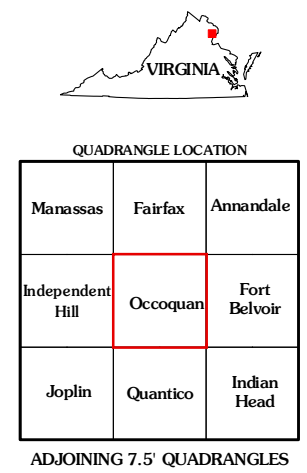 VIRGINIA
QUADRANGLE LOCATION
Manassas
Fairfax
Annandale
Independent
Hill
Occoquan
Fort
Belvoir
Joplin
Quantico
Indian
Head
ADJOINING 7.5' QUADRANGLES